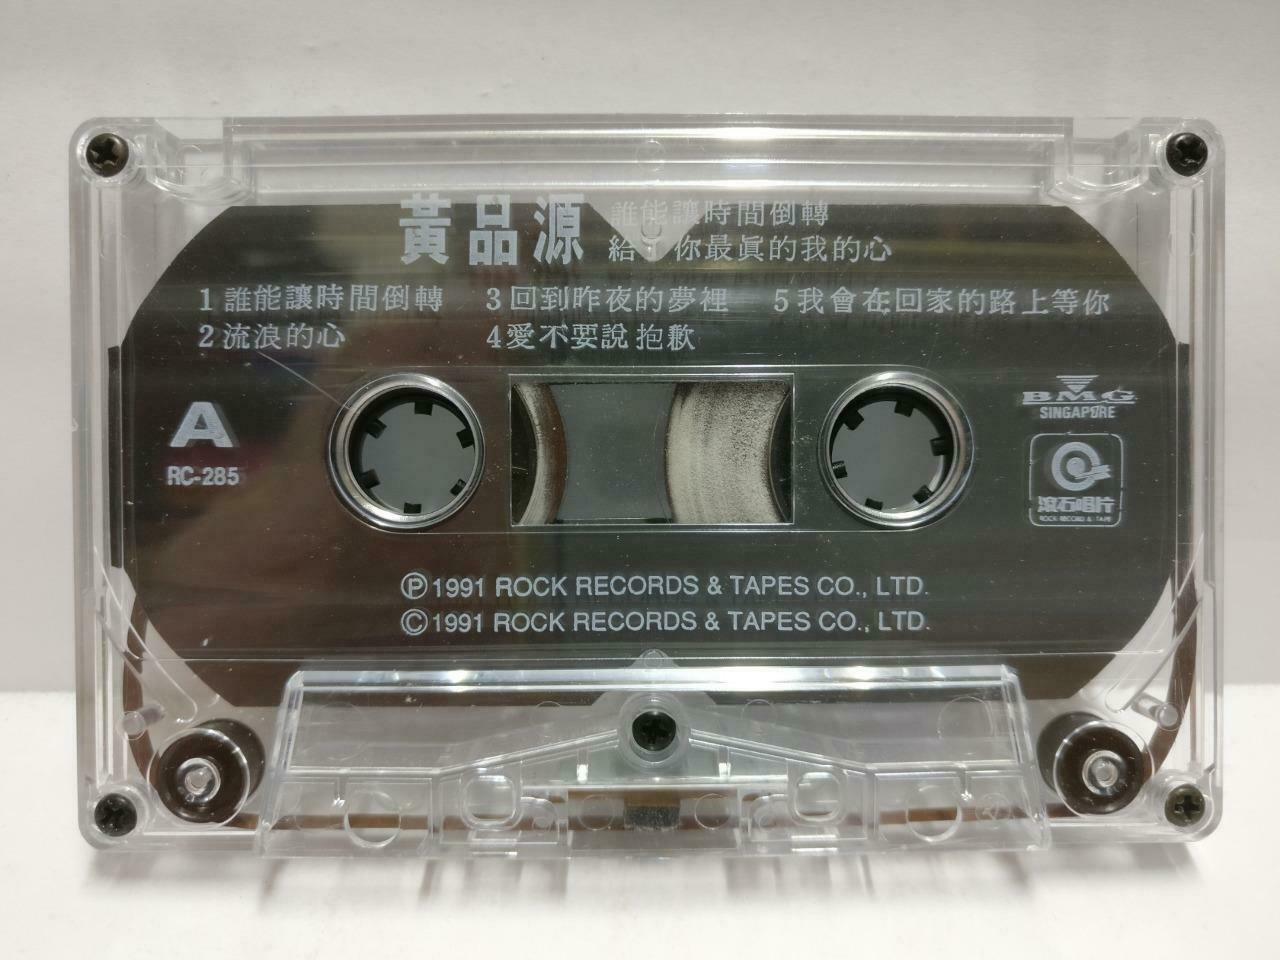 黃品源
誰能讓時間倒轉
給 你最眞的我的心
1 誰能讓時間倒轉
2 流浪的心
3 回到昨夜的夢裡
4 愛不要說抱歉
5 我會在回家的路上等你
A
RC-285
BMG
SINGAPORE
滾石唱片
ROCK RECORD & TAPE
Ⓟ 1991 ROCK RECORDS & TAPES CO., LTD.
© 1991 ROCK RECORDS & TAPES CO., LTD.